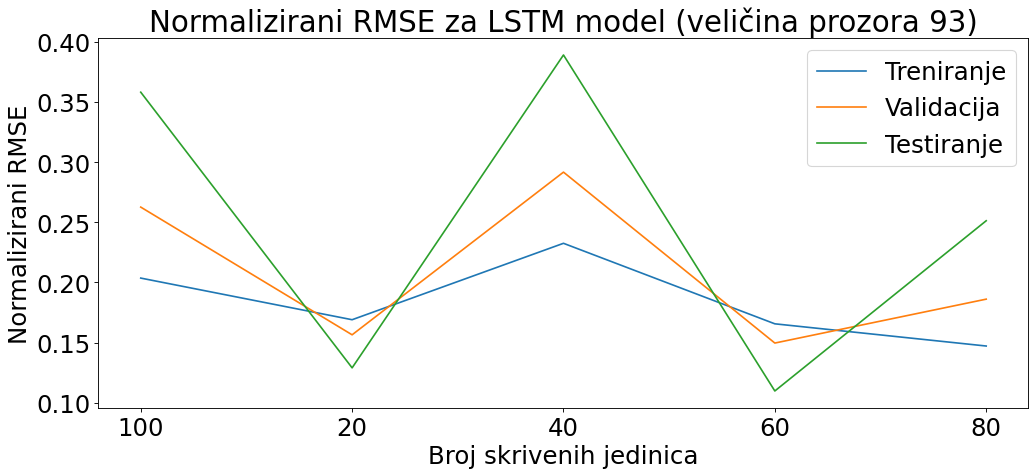 Normalizirani RMSE za LSTM model (veličina prozora 93)
Normalizirani RMSE
0.40
0.35
0.30
0.25
0.20
0.15
0.10
Treniranje
Validacija
Testiranje
100 20 40 60 80
Broj skrivenih jedinica